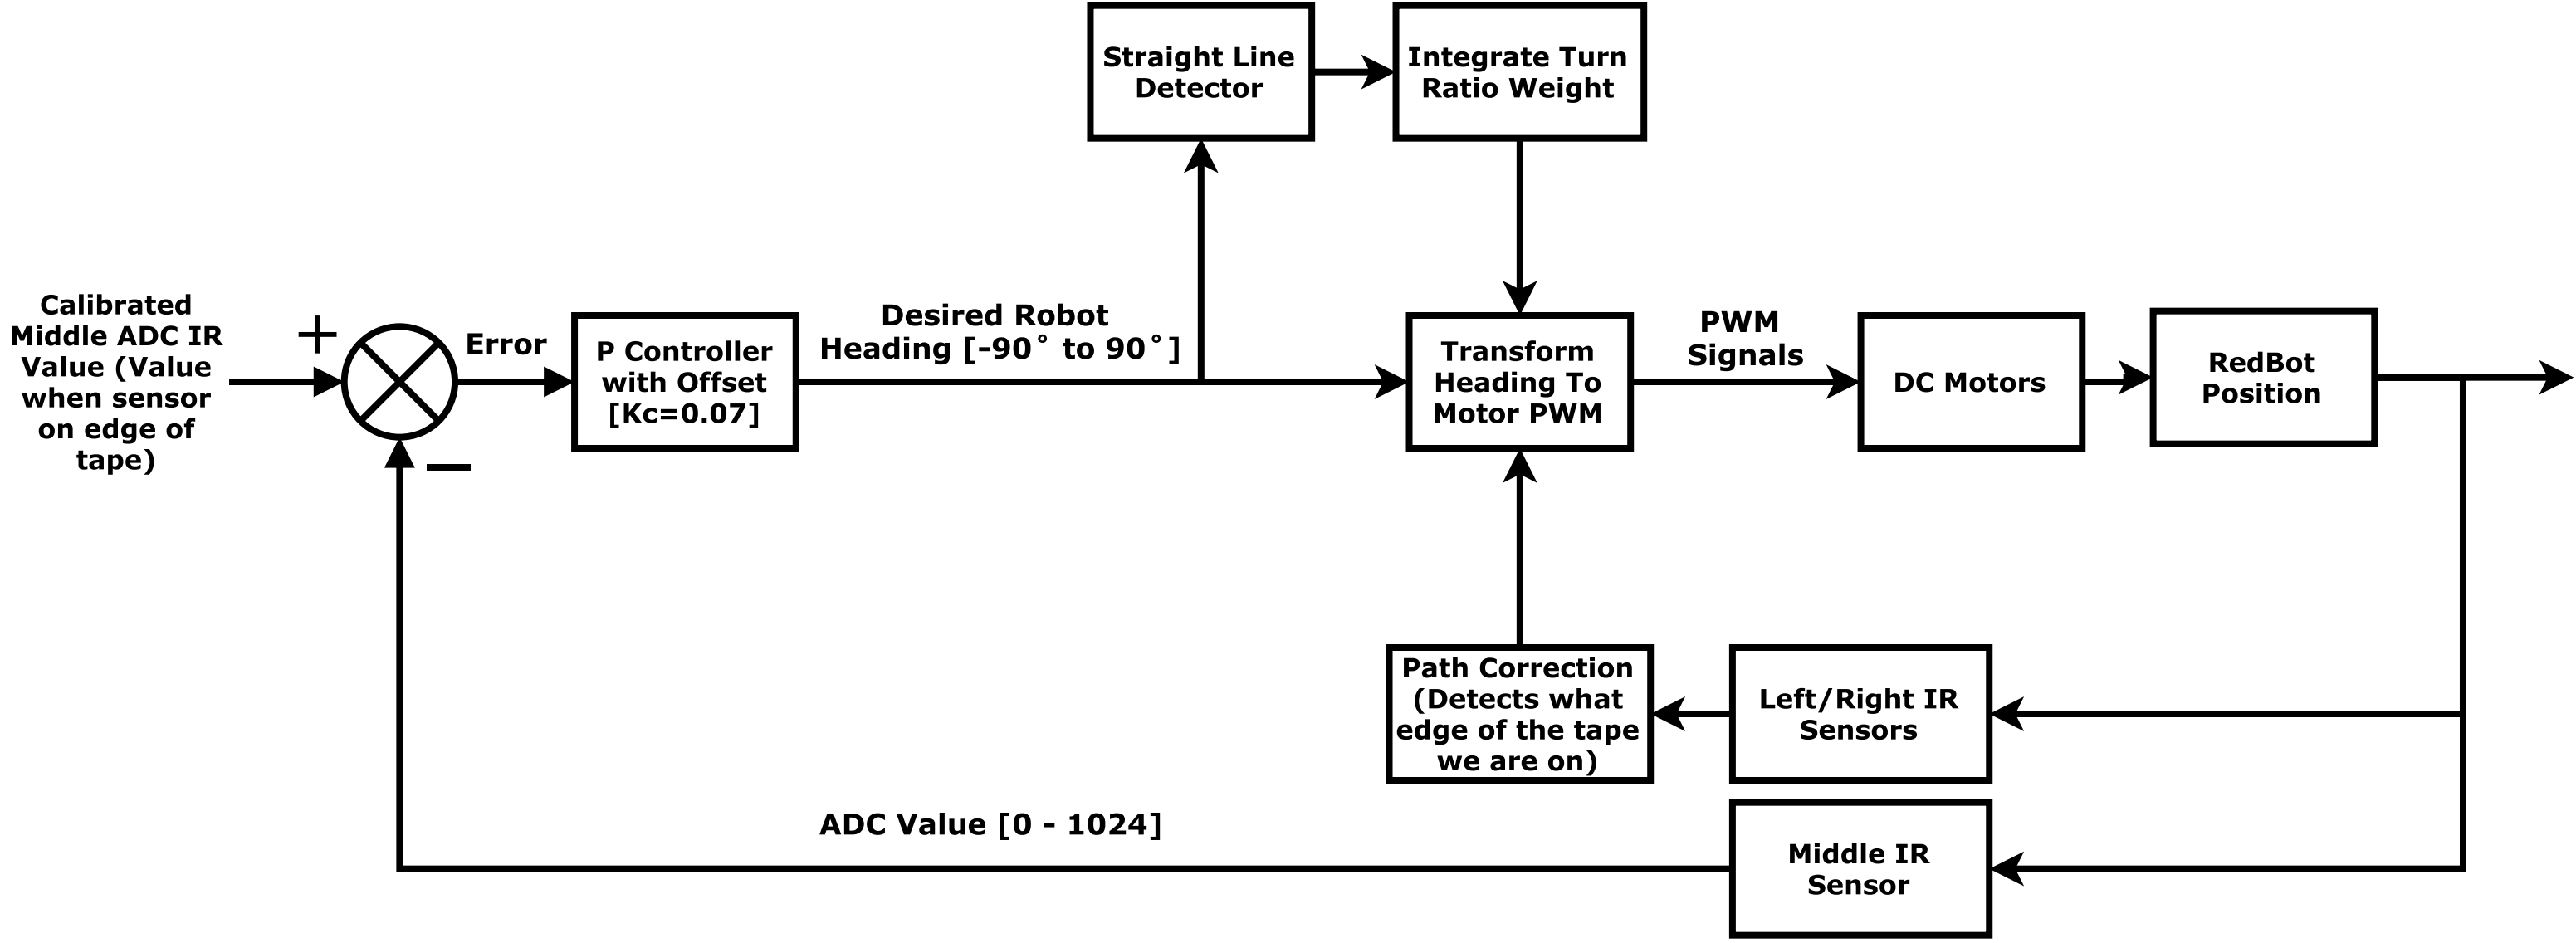 Straight Line
Detector
Integrate Turn
Ratio Weight
Calibrated
Middle ADC IR
Value (Value
when sensor
on edge of
tape)
+
Error
P Controller
with Offset
[Kc=0.07]
Desired Robot
Heading [-90° to 90°]
Transform
Heading To
Motor PWM
PWM
Signals
DC Motors
RedBot
Position
—
Path Correction
(Detects what
edge of the tape
we are on)
Left/Right IR
Sensors
ADC Value [0 - 1024]
Middle IR
Sensor